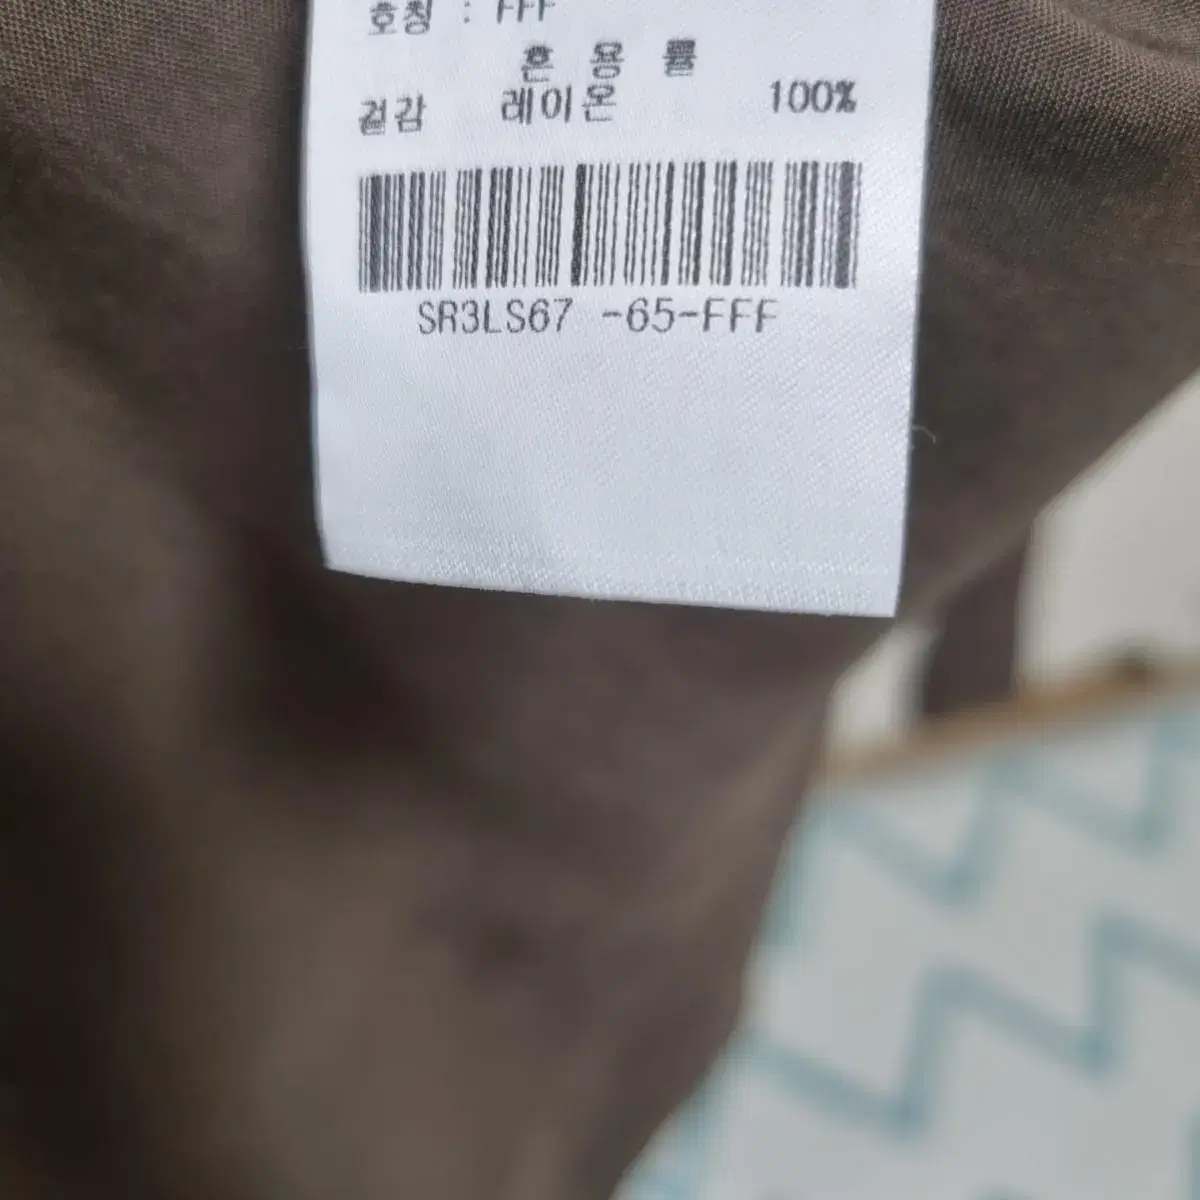 호칭 : FFF
혼 용 률
겉감 레이온 100%
SR3LS67 -65-FFF